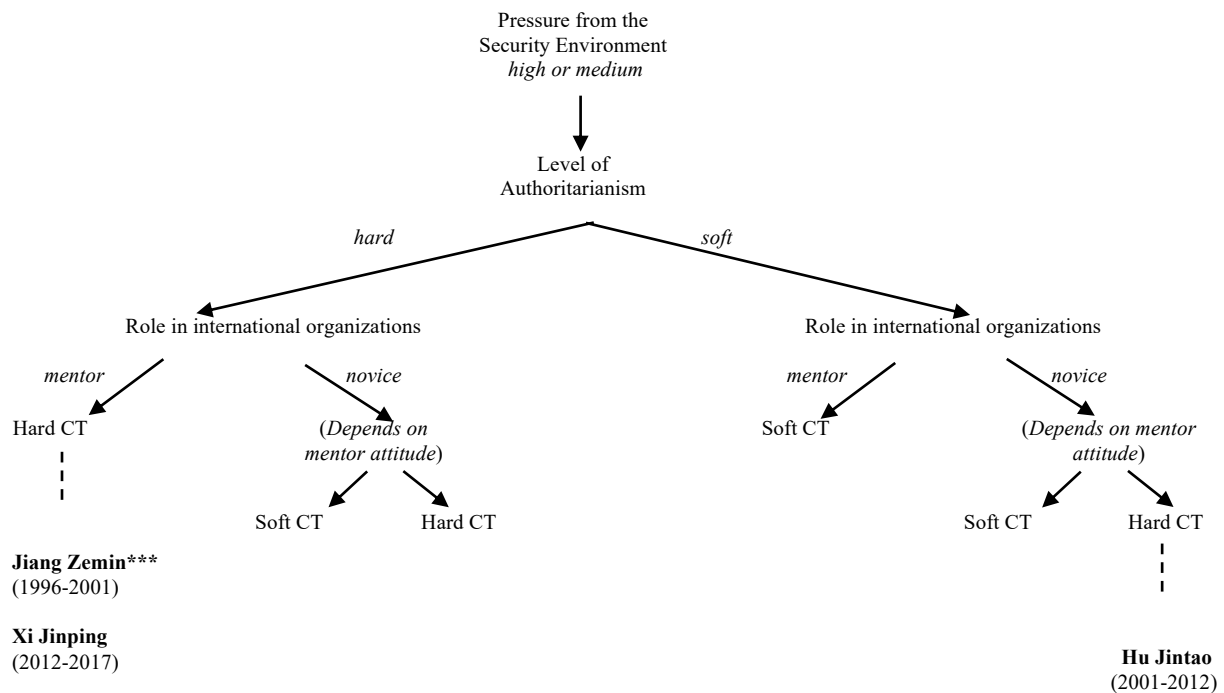 Pressure from the
Security Environment
high or medium
Level of
Authoritarianism
hard
soft
Role in international organizations
Role in international organizations
mentor
novice
mentor
novice
Hard CT
(Depends on
mentor attitude)
Soft CT
(Depends on mentor
attitude)
Soft CT
Hard CT
Soft CT
Hard CT
Jiang Zemin***
(1996-2001)
Xi Jinping
(2012-2017)
Hu Jintao
(2001-2012)